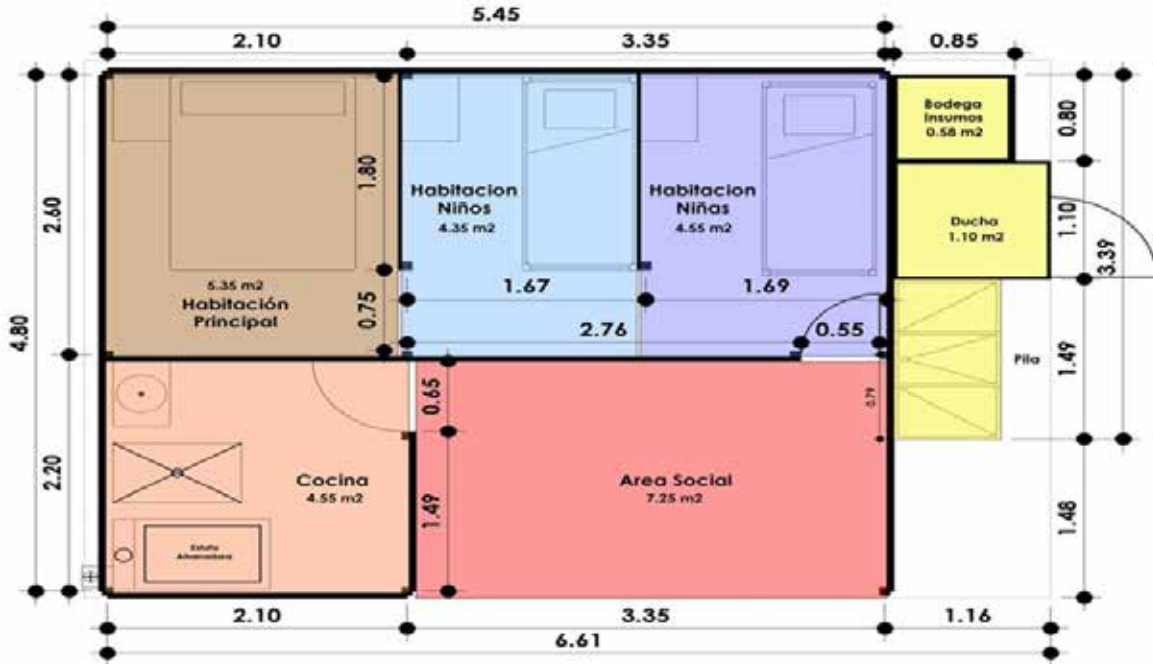 5.45
2.10
3.35
0.85
Bodega
Insumos
0.58 m2
0.80
1.80
2.60
Habitacion
Niños
4.35 m2
Habitacion
Niñas
4.55 m2
Ducha
1.10 m2
1.10
3.39
5.35 m2
Habitación
Principal
0.75
1.67
1.69
2.76
0.55
4.80
Pila
1.49
0.79
0.65
2.20
Cocina
4.55 m2
Area Social
7.25 m2
1.49
1.48
Estufa
2.10
3.35
1.16
6.61